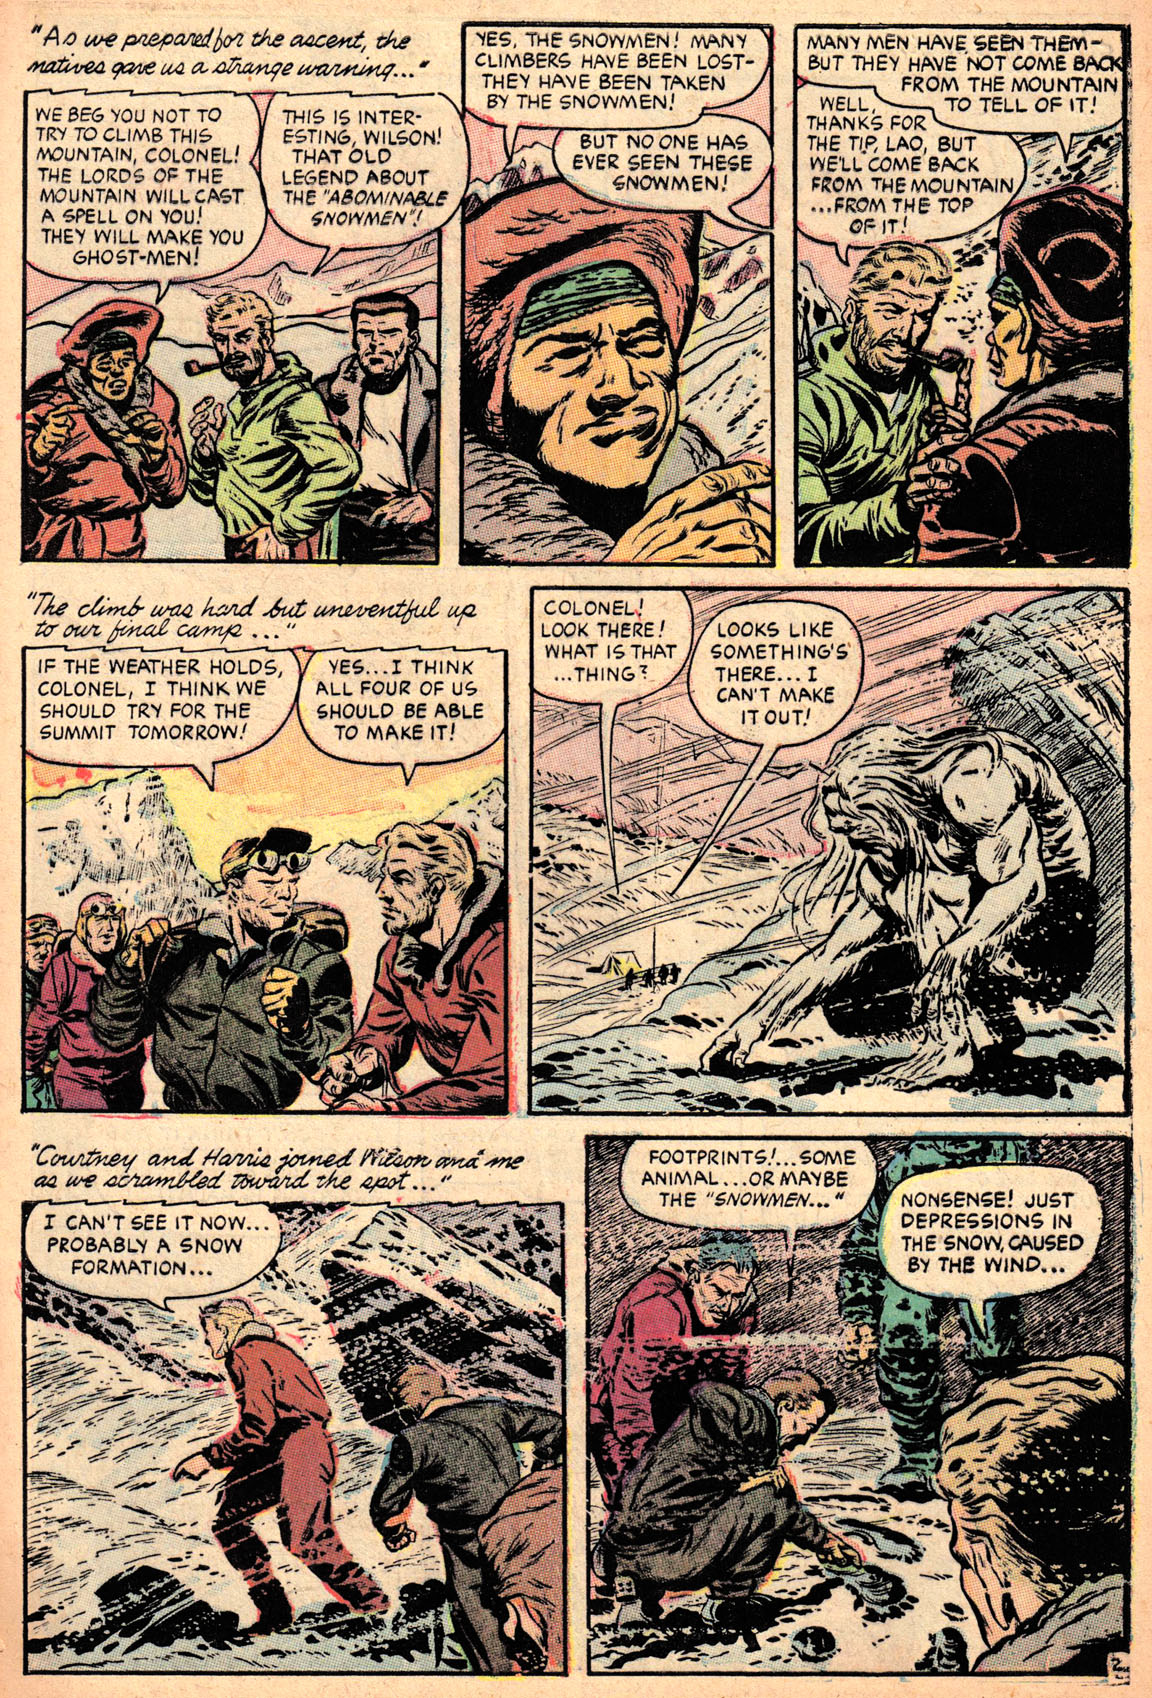 "As we prepared for the ascent, the
natives gave us a strange warning..."
WE BEG YOU NOT TO
TRY TO CLIMB THIS
MOUNTAIN, COLONEL!
THE LORDS OF THE
MOUNTAIN WILL CAST
A SPELL ON YOU!
THEY WILL MAKE YOU
GHOST-MEN!
THIS IS INTER-
ESTING, WILSON!
THAT OLD
LEGEND ABOUT
THE "ABOMINABLE
SNOWMEN"!
YES, THE SNOWMEN! MANY
CLIMBERS HAVE BEEN LOST-
THEY HAVE BEEN TAKEN
BY THE SNOWMEN!
BUT NO ONE HAS
EVER SEEN THESE
SNOWMEN!
MANY MEN HAVE SEEN THEM-
BUT THEY HAVE NOT COME BACK
FROM THE MOUNTAIN
TO TELL OF IT!
WELL,
THANKS FOR
THE TIP, LAO, BUT
WE'LL COME BACK
FROM THE MOUNTAIN
...FROM THE TOP
OF IT!
"The climb was hard but uneventful up
to our final camp..."
IF THE WEATHER HOLDS,
COLONEL, I THINK WE
SHOULD TRY FOR THE
SUMMIT TOMORROW!
YES...I THINK
ALL FOUR OF US
SHOULD BE ABLE
TO MAKE IT!
COLONEL!
LOOK THERE!
WHAT IS THAT
...THING?
LOOKS LIKE
SOMETHING'S
THERE...I
CAN'T MAKE
IT OUT!
"Courtney and Harris joined Wilson and me
as we scrambled toward the spot..."
I CAN'T SEE IT NOW...
PROBABLY A SNOW
FORMATION...
FOOTPRINTS!...SOME
ANIMAL...OR MAYBE
THE "SNOWMEN..."
NONSENSE! JUST
DEPRESSIONS IN
THE SNOW, CAUSED
BY THE WIND...
2